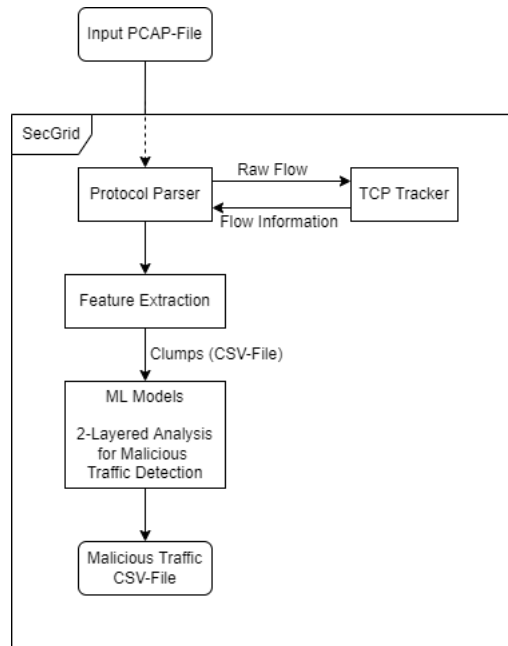 Input PCAP-File
SecGrid
Raw Flow
Protocol Parser
TCP Tracker
Flow Information
Feature Extraction
Clumps (CSV-File)
ML Models
2-Layered Analysis
for Malicious
Traffic Detection
Malicious Traffic
CSV-File